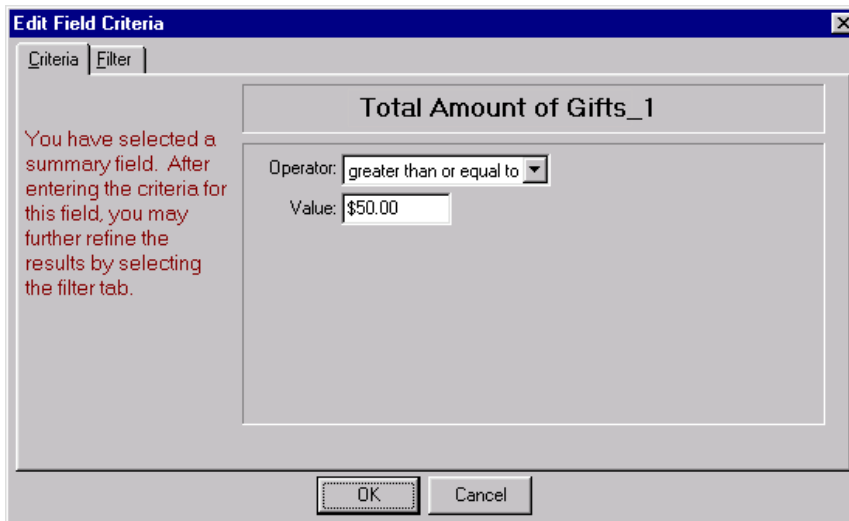 Edit Field Criteria
Criteria Filter
Total Amount of Gifts_1
You have selected a
summary field. After
entering the criteria for
this field, you may
further refine the
results by selecting
the filter tab.
Operator: greater than or equal to
Value: $50.00
OK Cancel